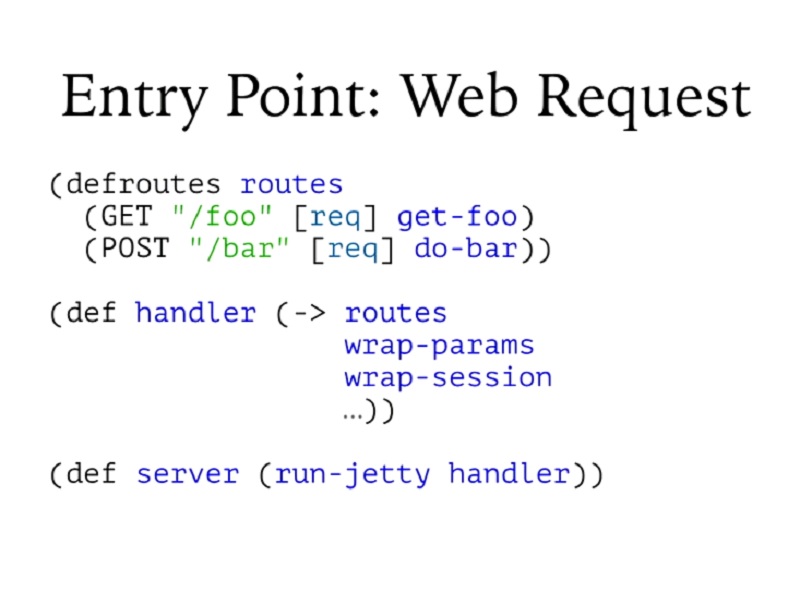 Entry Point: Web Request
(defroutes routes
  (GET "/foo" [req] get-foo)
  (POST "/bar" [req] do-bar))
(def handler (-> routes
                 wrap-params
                 wrap-session
                 …))
(def server (run-jetty handler))